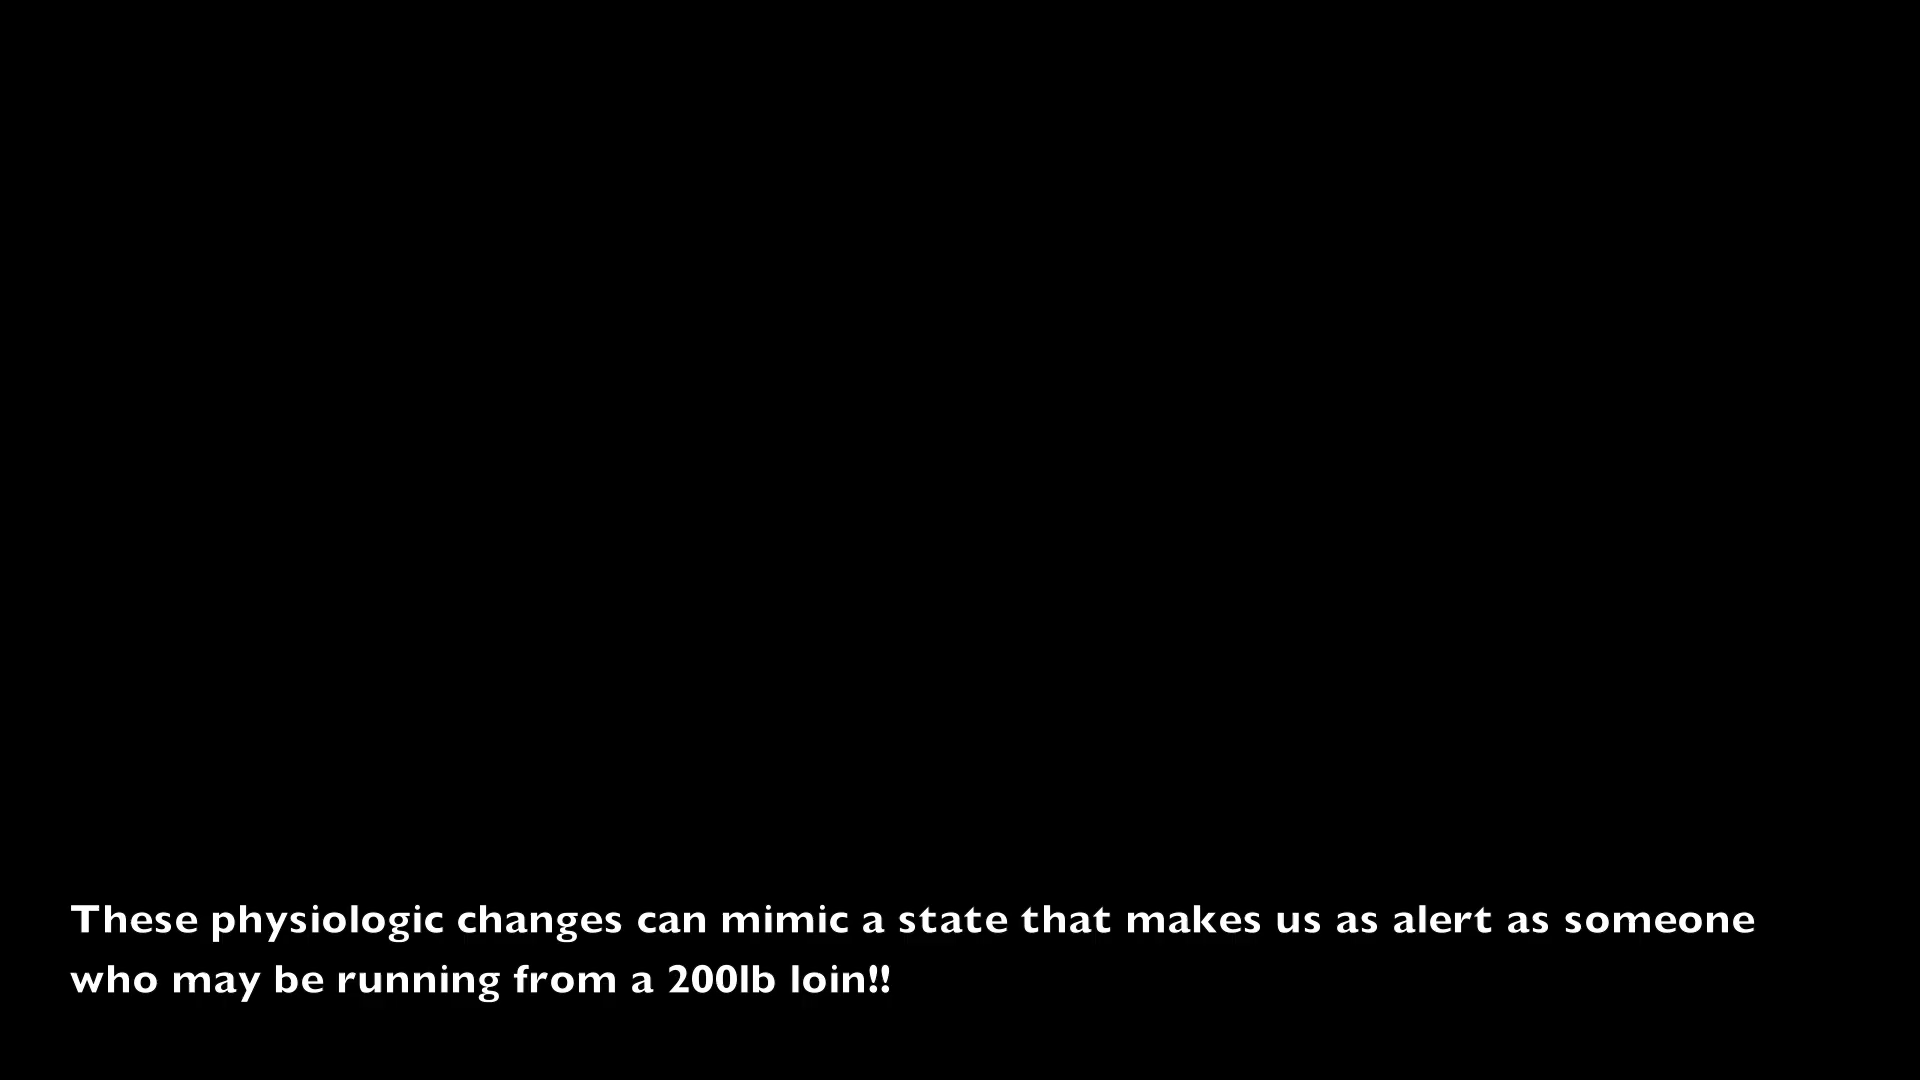 These physiologic changes can mimic a state that makes us as alert as someone
who may be running from a 200lb loin!!